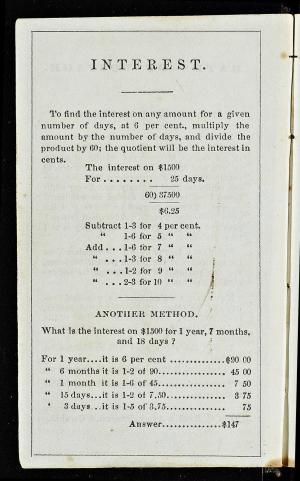 INTEREST.
To find the interest on any amount for a given
number of days, at 6 per cent., multiply the
amount by the number of days, and divide the
product by 60; the quotient will be the interest in
cents.
The interest on $1500
For ........ 25 days.
60) 37500
$6.25
Subtract 1-3 for 4 per cent.
" 1-6 for 5 " "
Add ... 1-6 for 7 " "
" ... 1-3 for 8 " "
" ... 1-2 for 9 " "
" ... 2-3 for 10 " "
ANOTHER METHOD.
What is the interest on $1500 for 1 year, 7 months,
and 18 days ?
For 1 year....it is 6 per cent .............. $90 00
" 6 months it is 1-2 of 90................ 45 00
" 1 month it is 1-6 of 45................ 7 50
" 15 days...it is 1-2 of 7.50.............. 3 75
" 3 days ..it is 1-5 of 3.75.............. 75
Answer..............$147